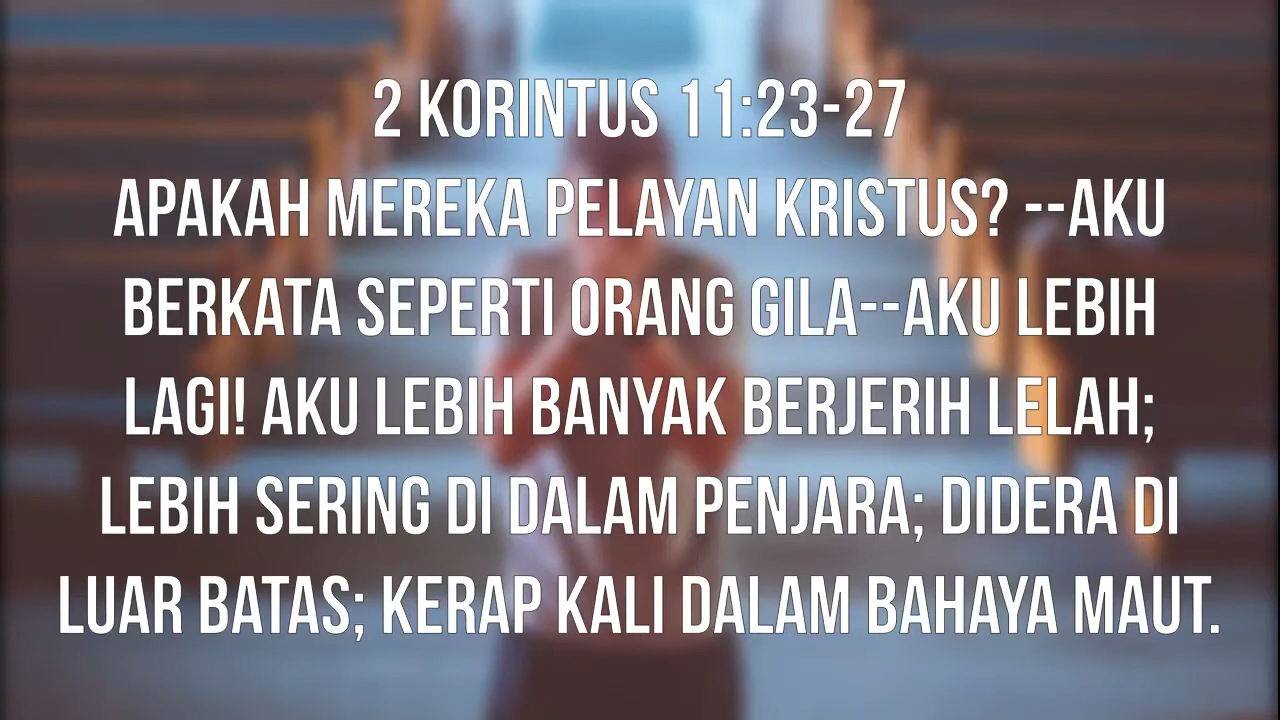 2 KORINTUS 11:23-27
APAKAH MEREKA PELAYAN KRISTUS? --AKU
BERKATA SEPERTI ORANG GILA--AKU LEBIH
LAGI! AKU LEBIH BANYAK BERJERIH LELAH;
LEBIH SERING DI DALAM PENJARA; DIDERA DI
LUAR BATAS; KERAP KALI DALAM BAHAYA MAUT.